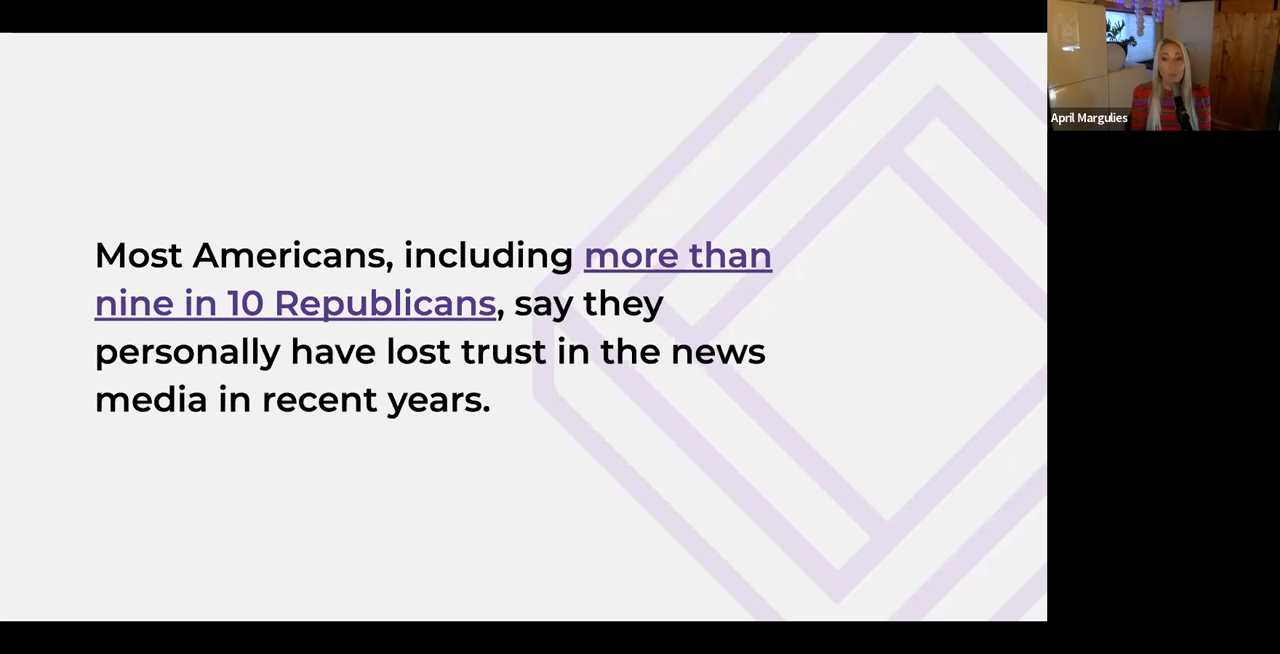 Most Americans, including more than
nine in 10 Republicans, say they
personally have lost trust in the news
media in recent years.
April Margulies